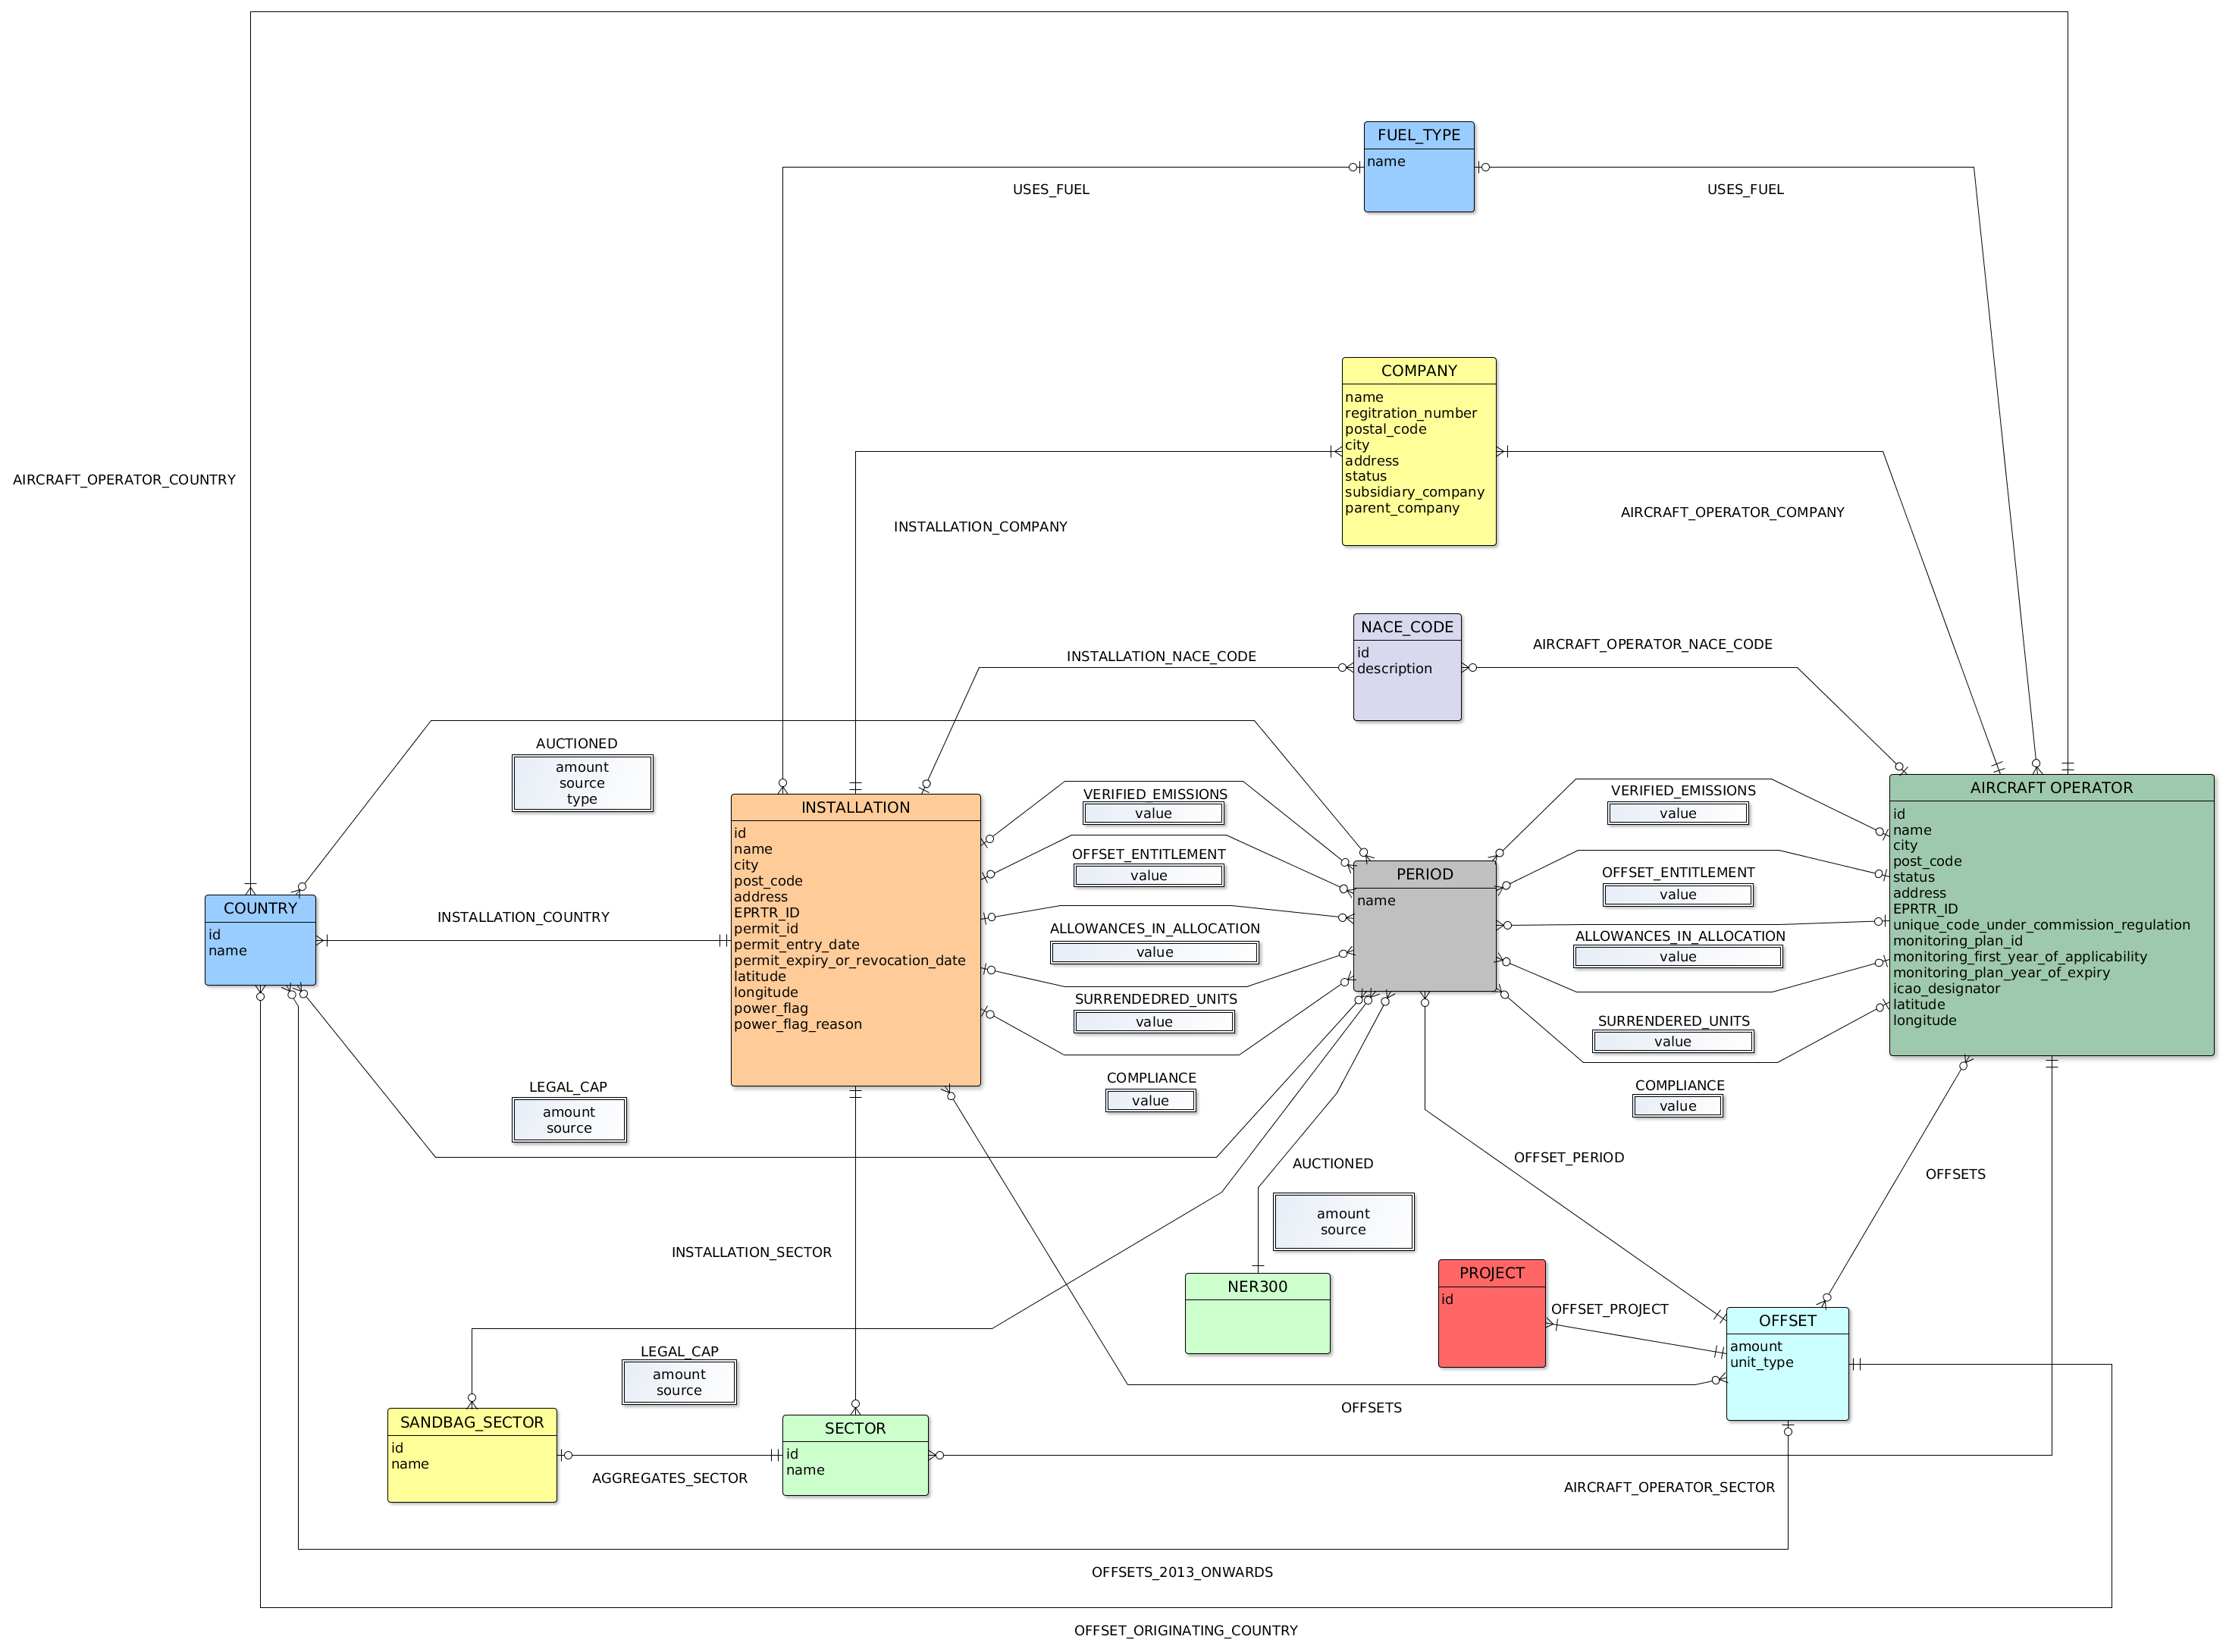 FUEL_TYPE
name
USES_FUEL
USES_FUEL
COMPANY
name
regitration_number
postal_code
city
address
status
subsidiary_company
parent_company
AIRCRAFT_OPERATOR_COUNTRY
INSTALLATION_COMPANY
AIRCRAFT_OPERATOR_COMPANY
NACE_CODE
id
description
INSTALLATION_NACE_CODE
AIRCRAFT_OPERATOR_NACE_CODE
AUCTIONED
amount
source
type
INSTALLATION
id
name
city
post_code
address
EPRTR_ID
permit_id
permit_entry_date
permit_expiry_or_revocation_date
latitude
longitude
power_flag
power_flag_reason
VERIFIED_EMISSIONS
value
OFFSET_ENTITLEMENT
value
ALLOWANCES_IN_ALLOCATION
value
SURRENDEDRED_UNITS
value
COMPLIANCE
value
PERIOD
name
VERIFIED_EMISSIONS
value
OFFSET_ENTITLEMENT
value
ALLOWANCES_IN_ALLOCATION
value
SURRENDERED_UNITS
value
COMPLIANCE
value
AIRCRAFT OPERATOR
id
name
city
post_code
status
address
EPRTR_ID
unique_code_under_commission_regulation
monitoring_plan_id
monitoring_first_year_of_applicability
monitoring_plan_year_of_expiry
icao_designator
latitude
longitude
COUNTRY
id
name
INSTALLATION_COUNTRY
LEGAL_CAP
amount
source
AUCTIONED
amount
source
OFFSET_PERIOD
OFFSETS
INSTALLATION_SECTOR
NER300
PROJECT
id
OFFSET_PROJECT
OFFSET
amount
unit_type
LEGAL_CAP
amount
source
OFFSETS
SANDBAG_SECTOR
id
name
SECTOR
id
name
AGGREGATES_SECTOR
AIRCRAFT_OPERATOR_SECTOR
OFFSETS_2013_ONWARDS
OFFSET_ORIGINATING_COUNTRY